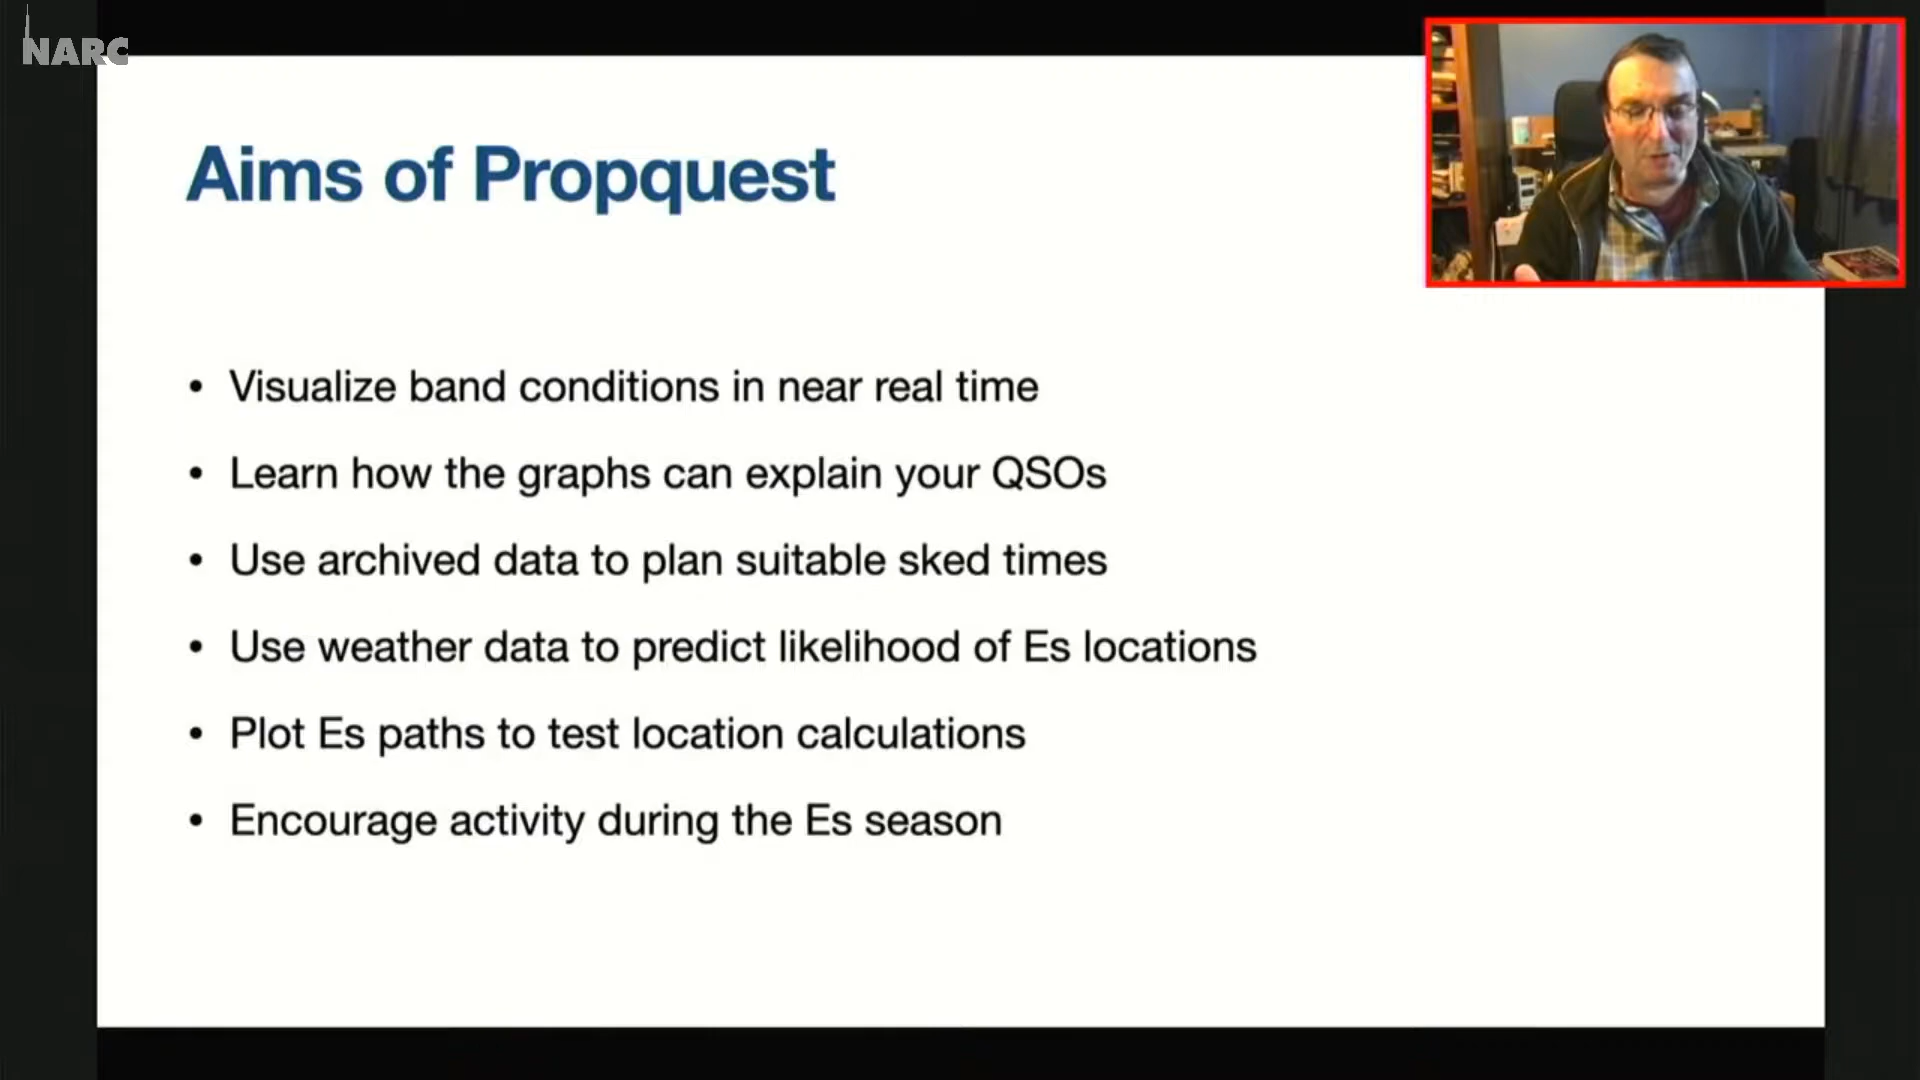 NARC
Aims of Propquest
• Visualize band conditions in near real time
• Learn how the graphs can explain your QSOs
• Use archived data to plan suitable sked times
• Use weather data to predict likelihood of Es locations
• Plot Es paths to test location calculations
• Encourage activity during the Es season